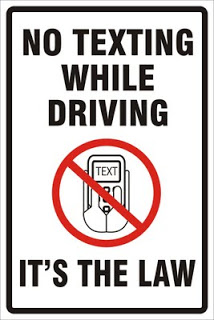 NO TEXTING
WHILE
DRIVING
TEXT
IT'S THE LAW